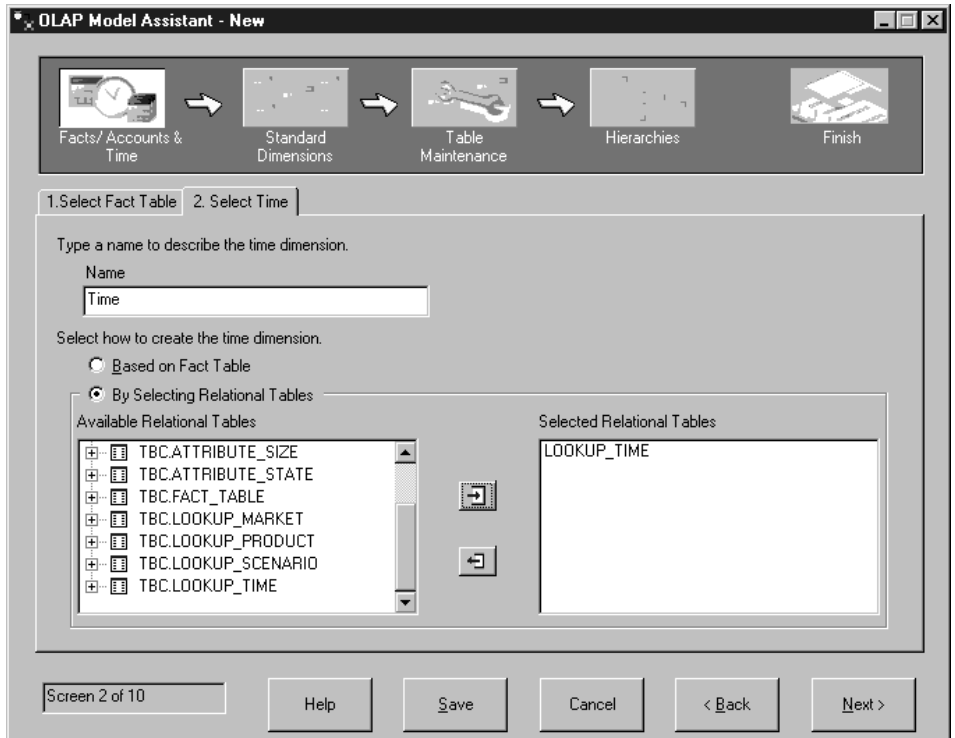 OLAP Model Assistant - New
Facts/ Accounts & Time
Standard Dimensions
Table Maintenance
Hierarchies
Finish
1.Select Fact Table
2. Select Time
Type a name to describe the time dimension.
Name
Time
Select how to create the time dimension.
Based on Fact Table
By Selecting Relational Tables
Available Relational Tables
TBC.ATTRIBUTE_SIZE
TBC.ATTRIBUTE_STATE
TBC.FACT_TABLE
TBC.LOOKUP_MARKET
TBC.LOOKUP_PRODUCT
TBC.LOOKUP_SCENARIO
TBC.LOOKUP_TIME
Selected Relational Tables
LOOKUP_TIME
Screen 2 of 10
Help
Save
Cancel
< Back
Next >